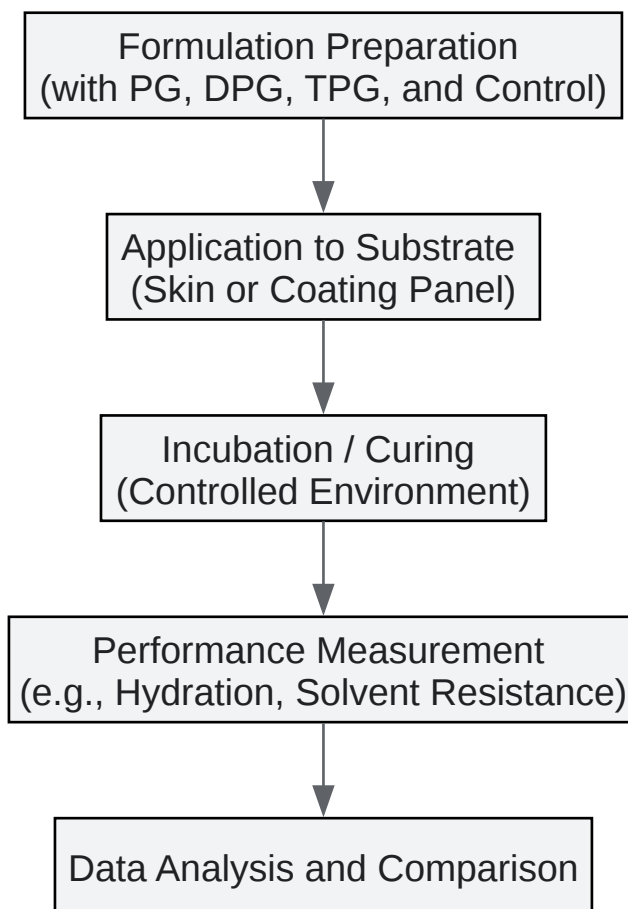 Formulation Preparation
(with PG, DPG, TPG, and Control)
Application to Substrate
(Skin or Coating Panel)
Incubation / Curing
(Controlled Environment)
Performance Measurement
(e.g., Hydration, Solvent Resistance)
Data Analysis and Comparison